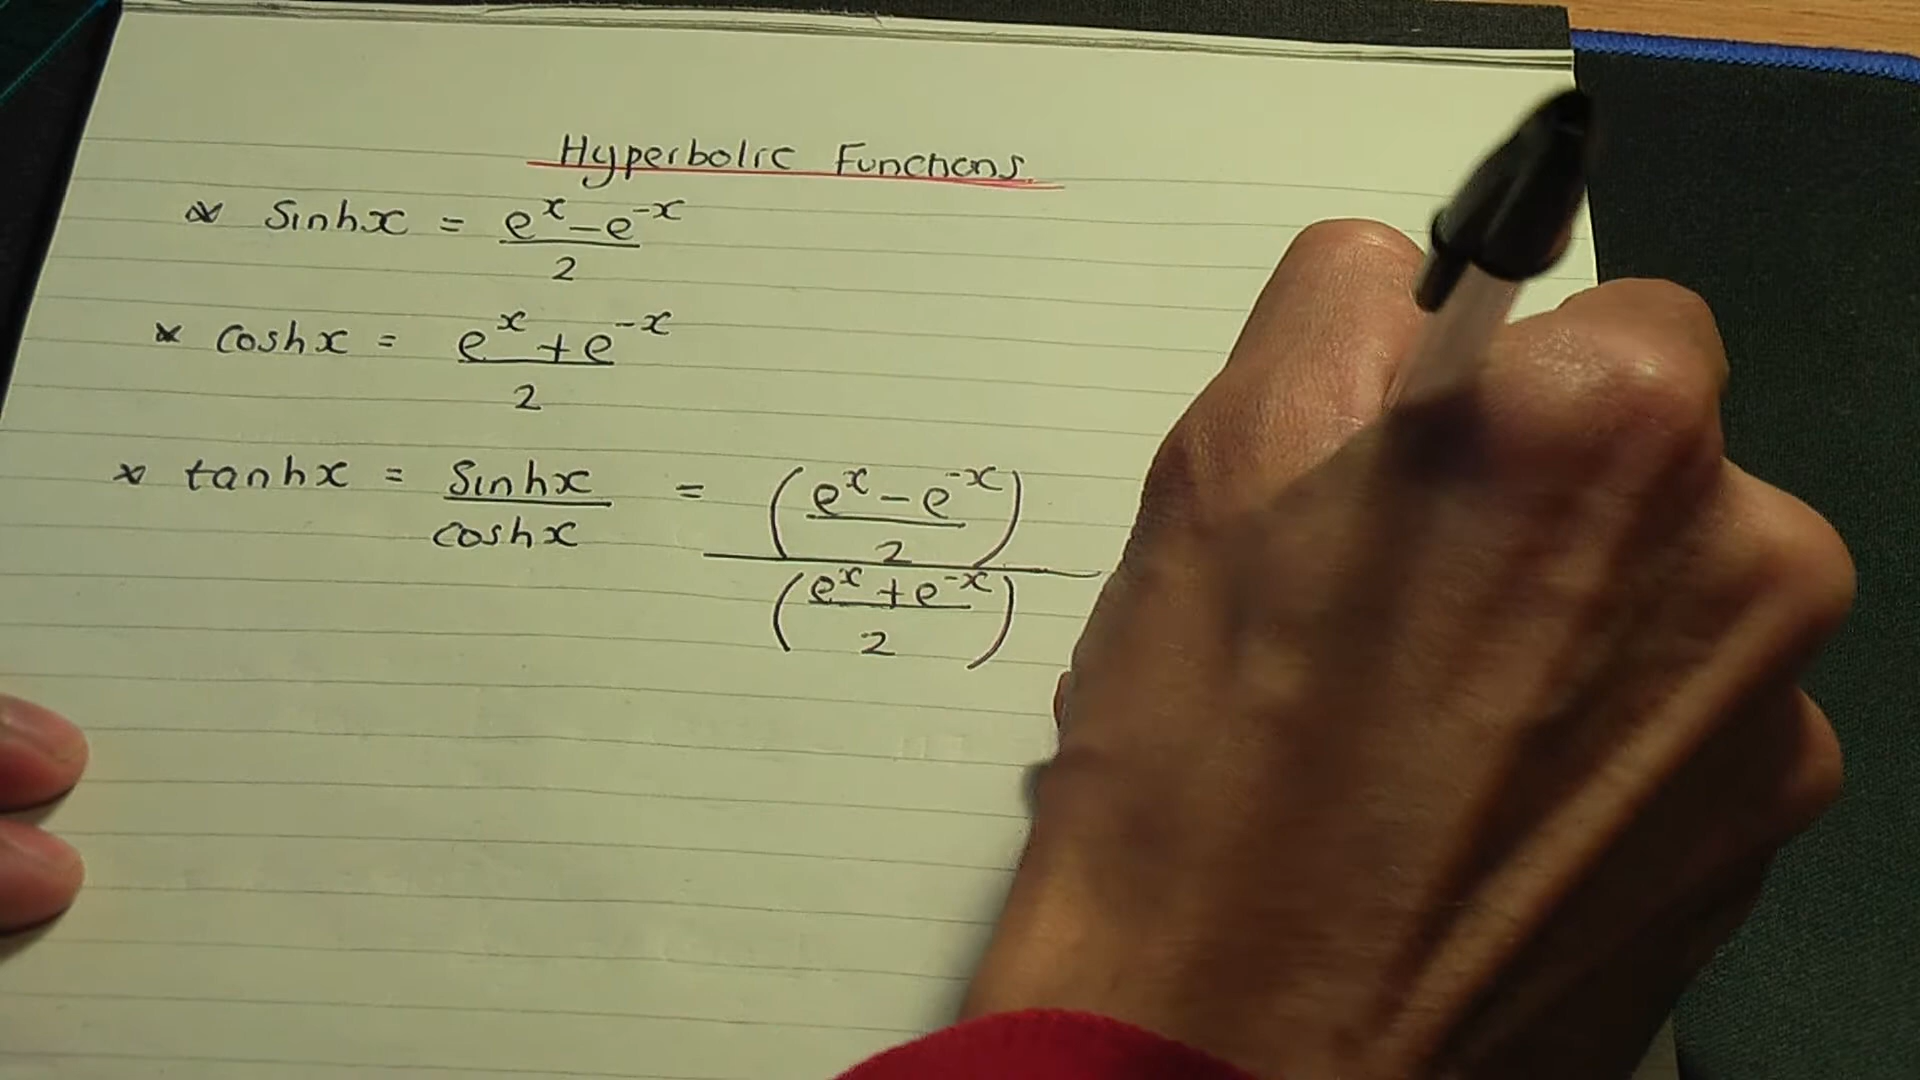 Hyperbolic Functions.
* Sinhx = (e^x - e^-x)/2
* coshx = (e^x + e^-x)/2
* tanhx = Sinhx/coshx = ((e^x - e^-x)/2)/((e^x + e^-x)/2)